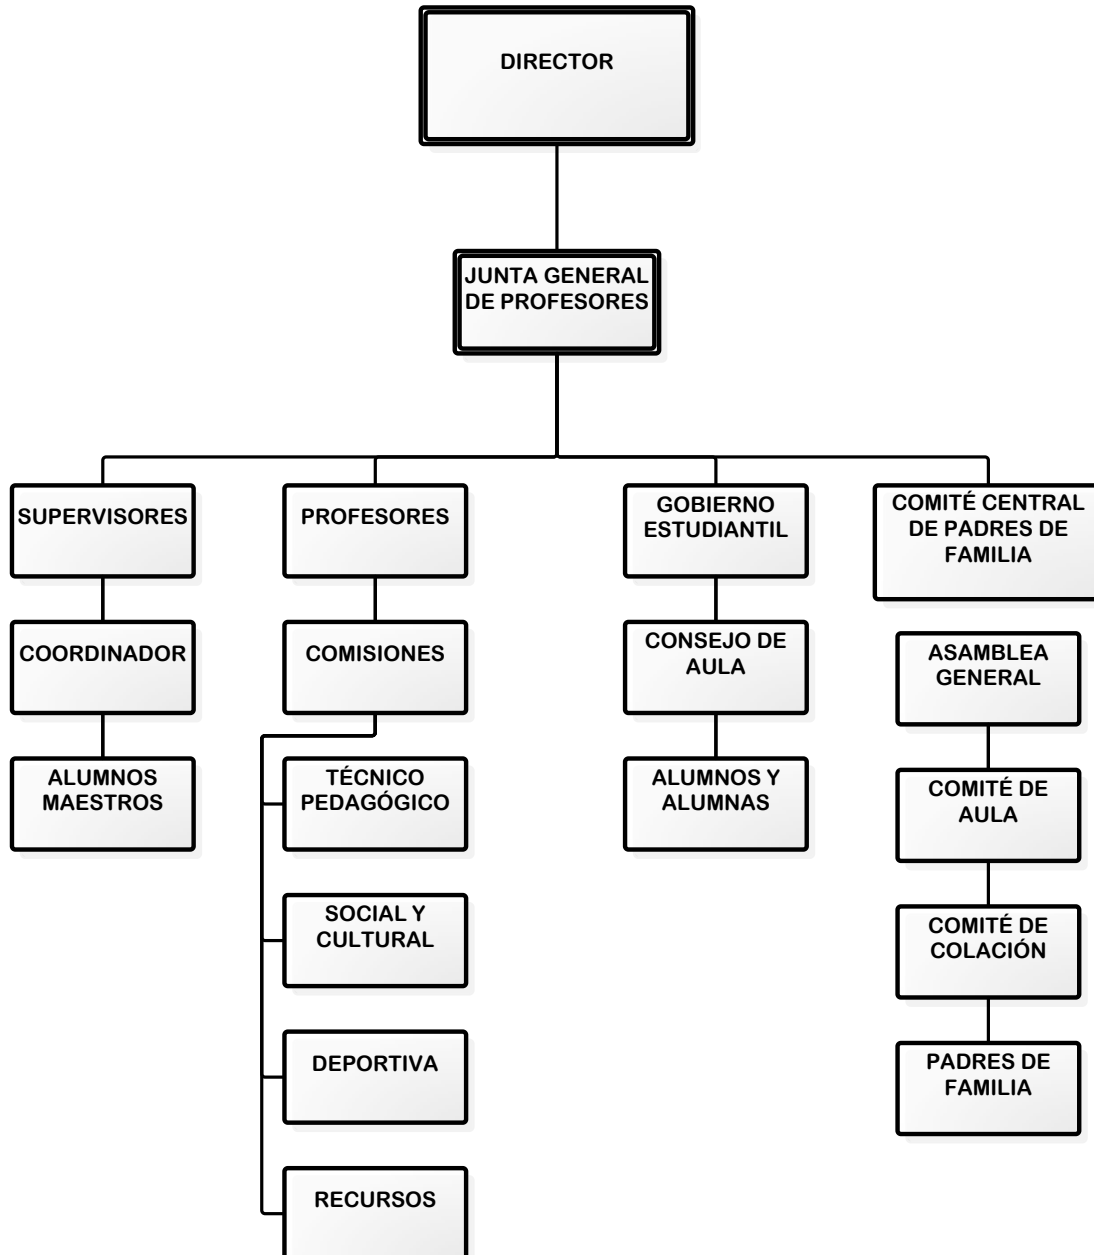 DIRECTOR
JUNTA GENERAL
DE PROFESORES
SUPERVISORES
PROFESORES
GOBIERNO
ESTUDIANTIL
COMITÉ CENTRAL
DE PADRES DE
FAMILIA
COORDINADOR
COMISIONES
CONSEJO DE
AULA
ASAMBLEA
GENERAL
ALUMNOS
MAESTROS
TÉCNICO
PEDAGÓGICO
ALUMNOS Y
ALUMNAS
COMITÉ DE
AULA
SOCIAL Y
CULTURAL
COMITÉ DE
COLACIÓN
DEPORTIVA
PADRES DE
FAMILIA
RECURSOS